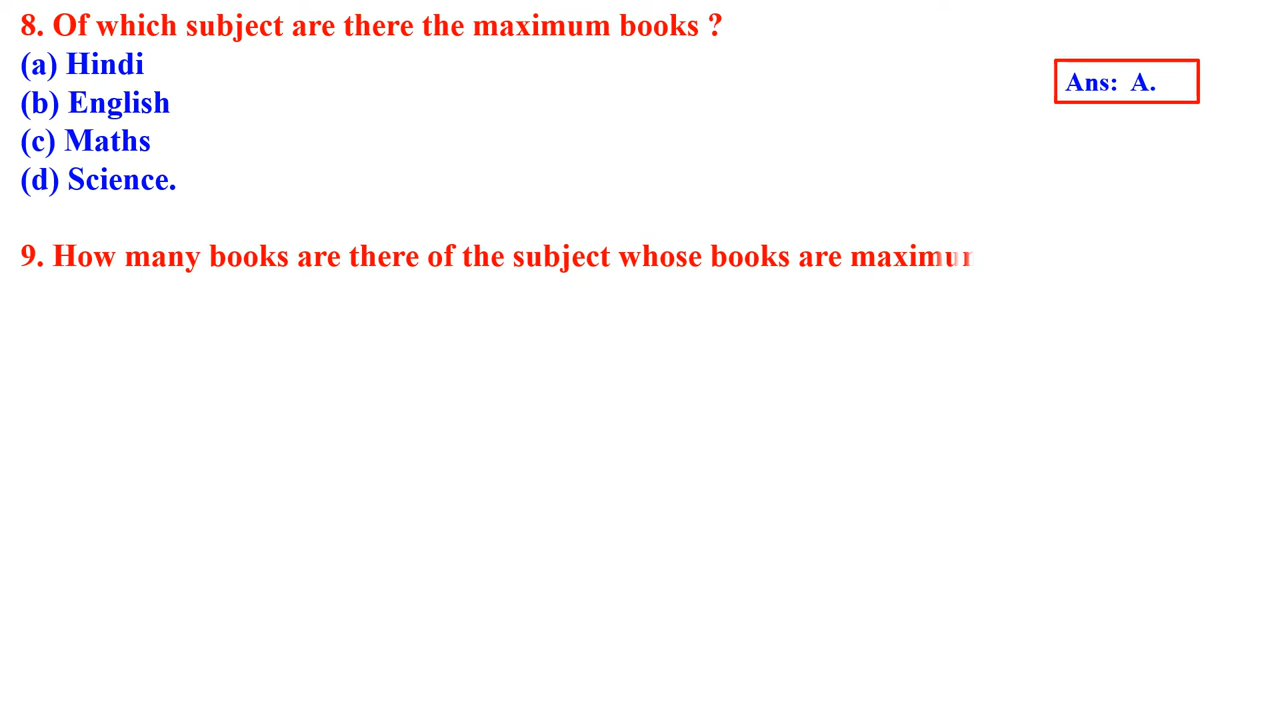 8. Of which subject are there the maximum books ?
(a) Hindi
Ans: A.
(b) English
(c) Maths
(d) Science.
9. How many books are there of the subject whose books are